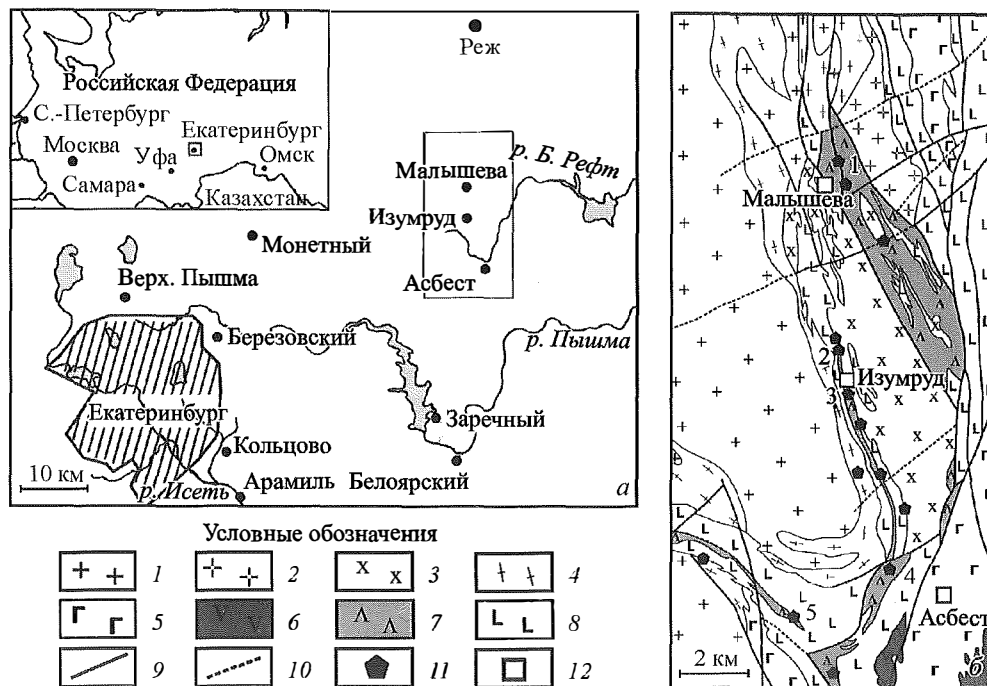 Российская Федерация
С.-Петербург
Москва
Екатеринбург
Уфа
Омск
Самара
Казахстан
Реж
Малышева
р. Б. Рефт
Изумруд
Монетный
Асбест
Верх. Пышма
Березовский
р. Пышма
Екатеринбург
Заречный
Кольцово
10 км
р. Исеть
Арамиль
Белоярский
а
1
Малышева
2
Изумруд
3
4
5
Асбест
2 км
б
Условные обозначения
+ + 1
2
x x 3
4
Г Г 5
6
Λ Λ 7
L L 8
9
10
11
12